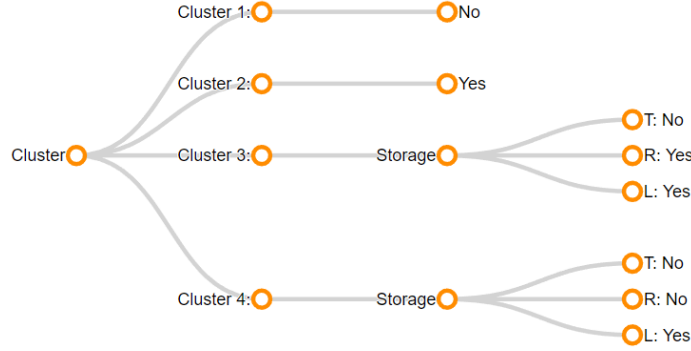 Cluster 1:
No
Cluster 2:
Yes
Cluster
Cluster 3:
Storage
T: No
R: Yes
L: Yes
Cluster 4:
Storage
T: No
R: No
L: Yes